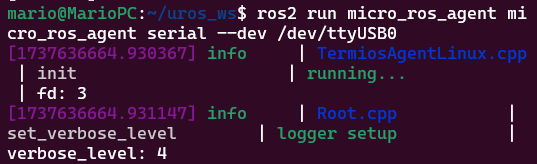 mario@MarioPC:~/uros_ws$ ros2 run micro_ros_agent mi
cro_ros_agent serial --dev /dev/ttyUSB0
[1737636664.930367] info | TermiosAgentLinux.cpp
| init | running...
| fd: 3
[1737636664.931147] info | Root.cpp |
set_verbose_level | logger setup |
verbose_level: 4